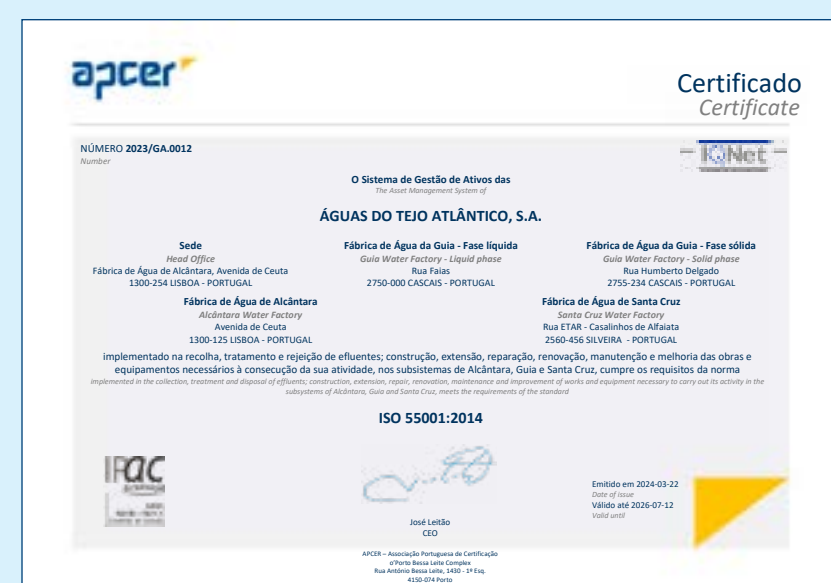 apcer
Certificado
Certificate
NÚMERO 2023/GA.0012
Number
IQNet
O Sistema de Gestão de Ativos das
The Asset Management System of
ÁGUAS DO TEJO ATLÂNTICO, S.A.
Sede
Head Office
Fábrica de Água de Alcântara, Avenida de Ceuta
1300-254 LISBOA - PORTUGAL
Fábrica de Água da Guia - Fase líquida
Guia Water Factory - Liquid phase
Rua Faias
2750-000 CASCAIS - PORTUGAL
Fábrica de Água da Guia - Fase sólida
Guia Water Factory - Solid phase
Rua Humberto Delgado
2755-234 CASCAIS - PORTUGAL
Fábrica de Água de Alcântara
Alcântara Water Factory
Avenida de Ceuta
1300-125 LISBOA - PORTUGAL
Fábrica de Água de Santa Cruz
Santa Cruz Water Factory
Rua ETAR - Casalinhos de Alfaiata
2560-456 SILVEIRA - PORTUGAL
implementado na recolha, tratamento e rejeição de efluentes; construção, extensão, reparação, renovação, manutenção e melhoria das obras e
equipamentos necessários à consecução da sua atividade, nos subsistemas de Alcântara, Guia e Santa Cruz, cumpre os requisitos da norma
implemented in the collection, treatment and disposal of effluents; construction, extension, repair, renovation, maintenance and improvement of works and equipment necessary to carry out its activity in the
subsystems of Alcântara, Guia and Santa Cruz, meets the requirements of the standard
ISO 55001:2014
IPAC
Emitido em 2024-03-22
Date of issue
Válido até 2026-07-12
Valid until
José Leitão
CEO
APCER – Associação Portuguesa de Certificação
o'Porto Bessa Leite Complex
Rua António Bessa Leite, 1430 - 1º Esq.
4150-074 Porto